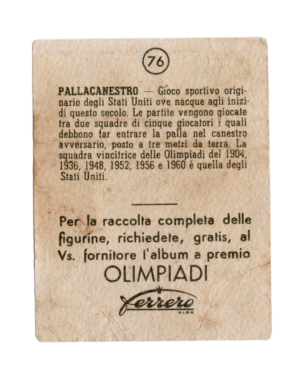 76
PALLACANESTRO — Gioco sportivo origi-
nario degli Stati Uniti ove nacque agli inizi
di questo secolo. Le partite vengono giocate
tra due squadre di cinque giocatori i quali
debbono far entrare la palla nel canestro
avversario, posto a tre metri da terra. La
squadra vincitrice delle Olimpiadi del 1904,
1936, 1948, 1952, 1956 e 1960 è quella degli
Stati Uniti.
Per la raccolta completa delle
figurine, richiedete, gratis, al
Vs. fornitore l'album a premio
OLIMPIADI
Ferrero
ALBA